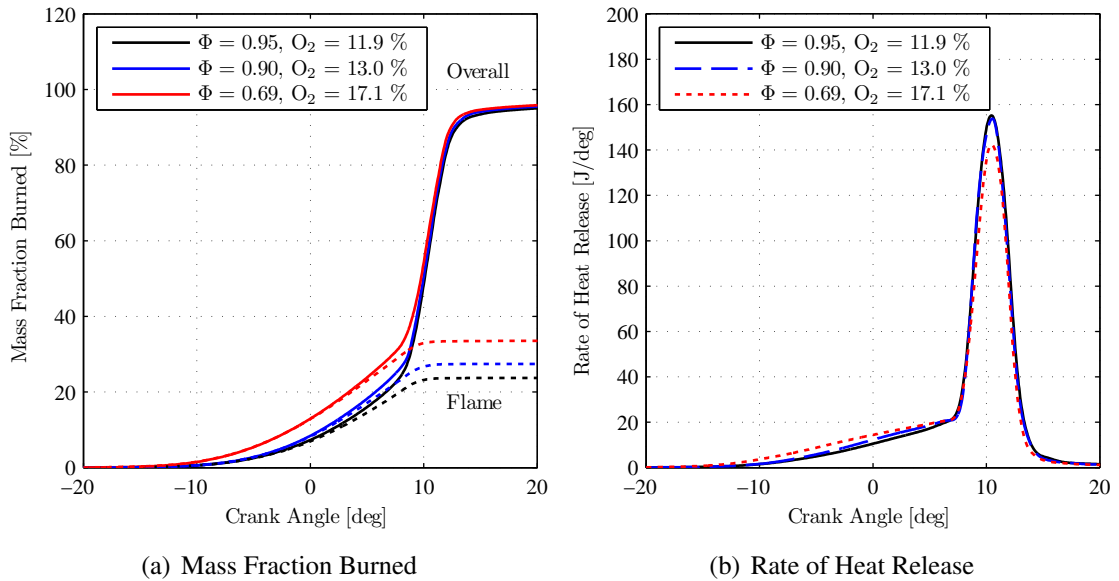 120
100
80
60
40
20
0
Mass Fraction Burned [%]
Φ = 0.95, O₂ = 11.9 %
Φ = 0.90, O₂ = 13.0 %
Φ = 0.69, O₂ = 17.1 %
Overall
Flame
−20 −10 0 10 20
Crank Angle [deg]
(a) Mass Fraction Burned
200
180
160
140
120
100
80
60
40
20
0
Rate of Heat Release [J/deg]
Φ = 0.95, O₂ = 11.9 %
Φ = 0.90, O₂ = 13.0 %
Φ = 0.69, O₂ = 17.1 %
−20 −10 0 10 20
Crank Angle [deg]
(b) Rate of Heat Release